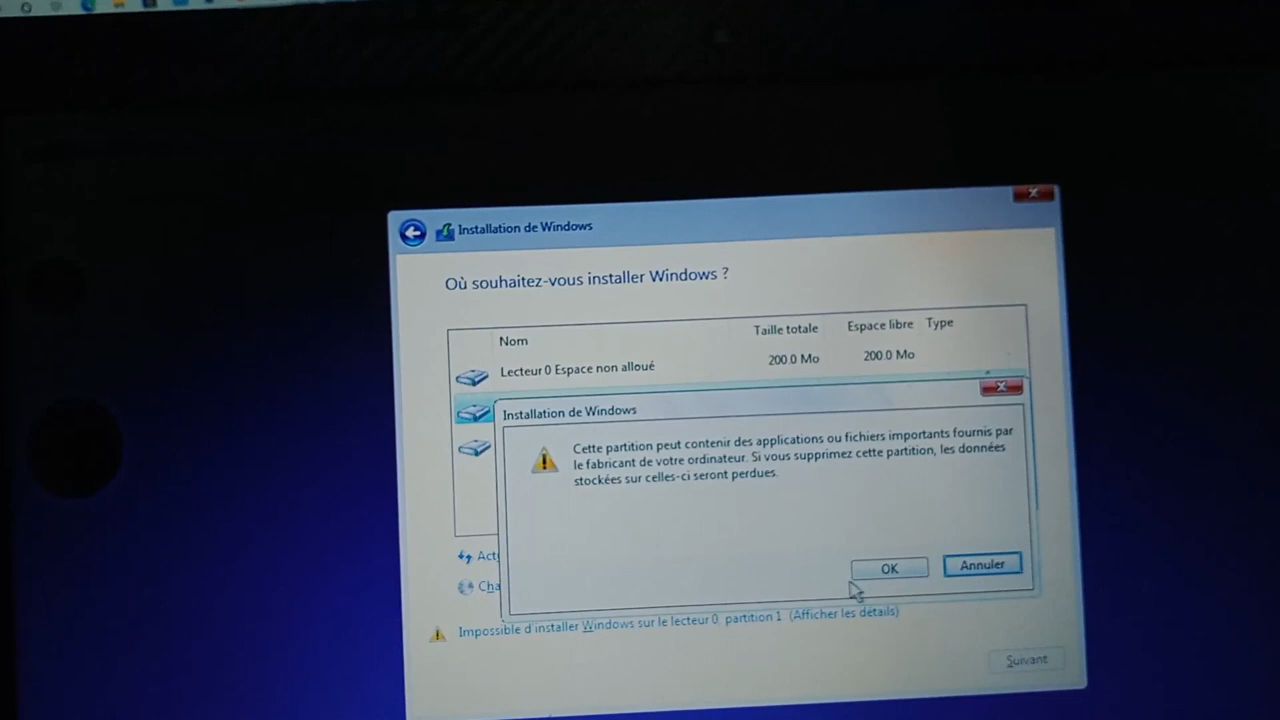 Installation de Windows
Où souhaitez-vous installer Windows ?
Nom Taille totale Espace libre Type
Lecteur 0 Espace non alloué 200.0 Mo 200.0 Mo
Installation de Windows
Cette partition peut contenir des applications ou fichiers importants fournis par
le fabricant de votre ordinateur. Si vous supprimez cette partition, les données
stockées sur celles-ci seront perdues.
OK Annuler
Act
Cha
Impossible d'installer Windows sur le lecteur 0, partition 1 (Afficher les détails)
Suivant